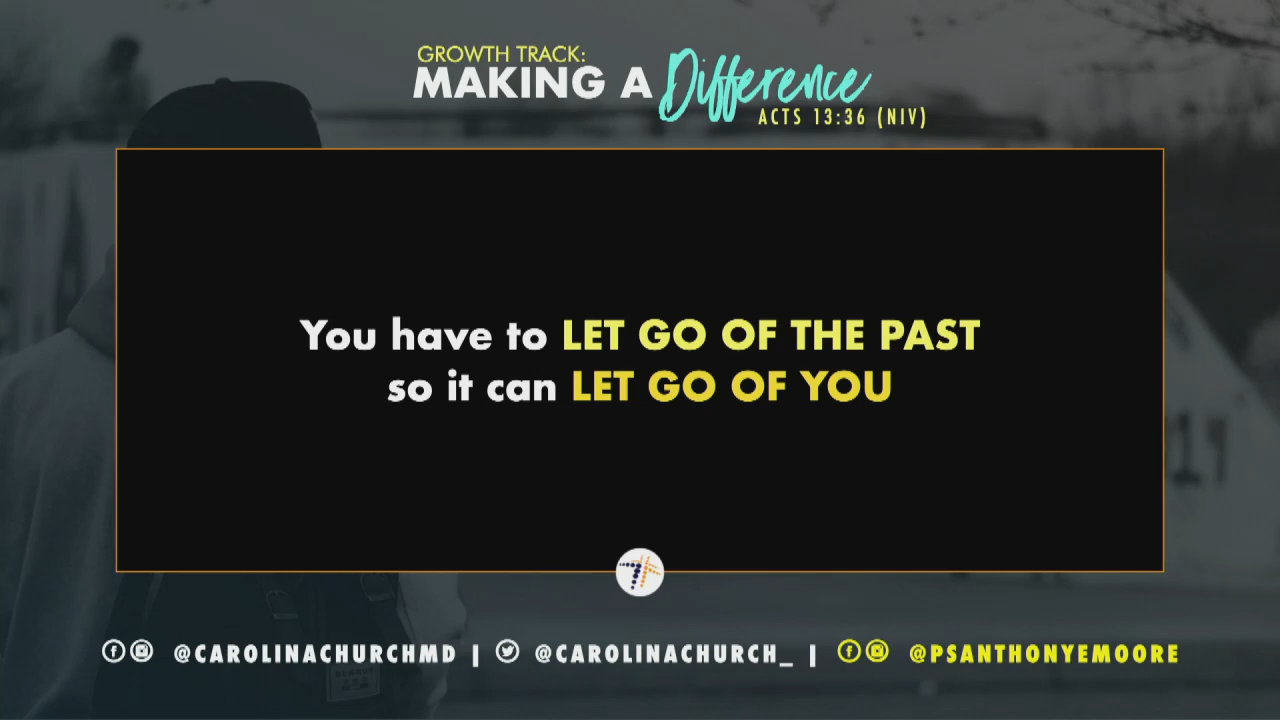 GROWTH TRACK:
MAKING A Difference
ACTS 13:36 (NIV)
You have to LET GO OF THE PAST
so it can LET GO OF YOU
@CAROLINACHURCHMD | @CAROLINACHURCH_ | @PSANTHONYEMOORE